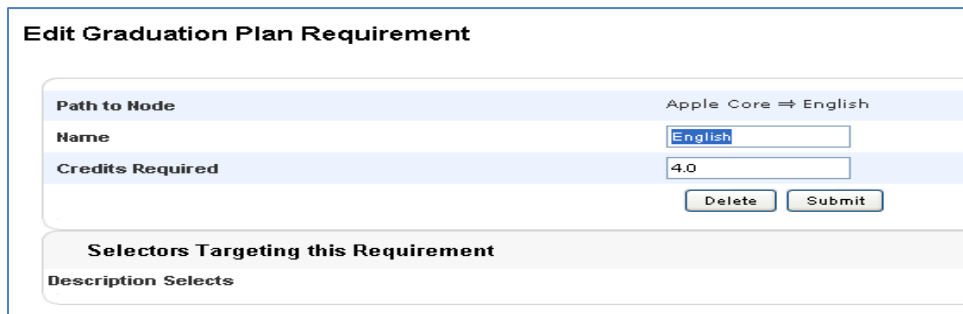 Edit Graduation Plan Requirement
Path to Node Apple Core ⇒ English
Name English
Credits Required 4.0
Delete Submit
Selectors Targeting this Requirement
Description Selects